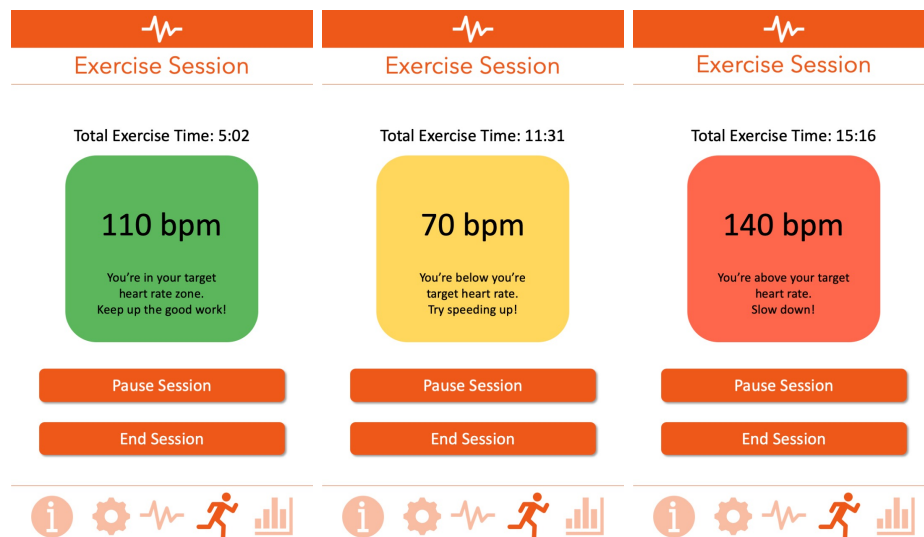 Exercise Session
Total Exercise Time: 5:02
110 bpm
You're in your target
heart rate zone.
Keep up the good work!
Pause Session
End Session
Exercise Session
Total Exercise Time: 11:31
70 bpm
You're below you're
target heart rate.
Try speeding up!
Pause Session
End Session
Exercise Session
Total Exercise Time: 15:16
140 bpm
You're above your target
heart rate.
Slow down!
Pause Session
End Session